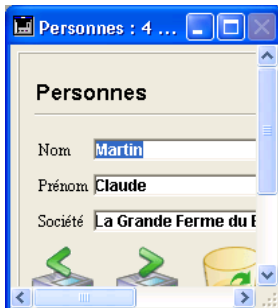 Personnes : 4 ...
Personnes
Nom Martin
Prénom Claude
Société La Grande Ferme du